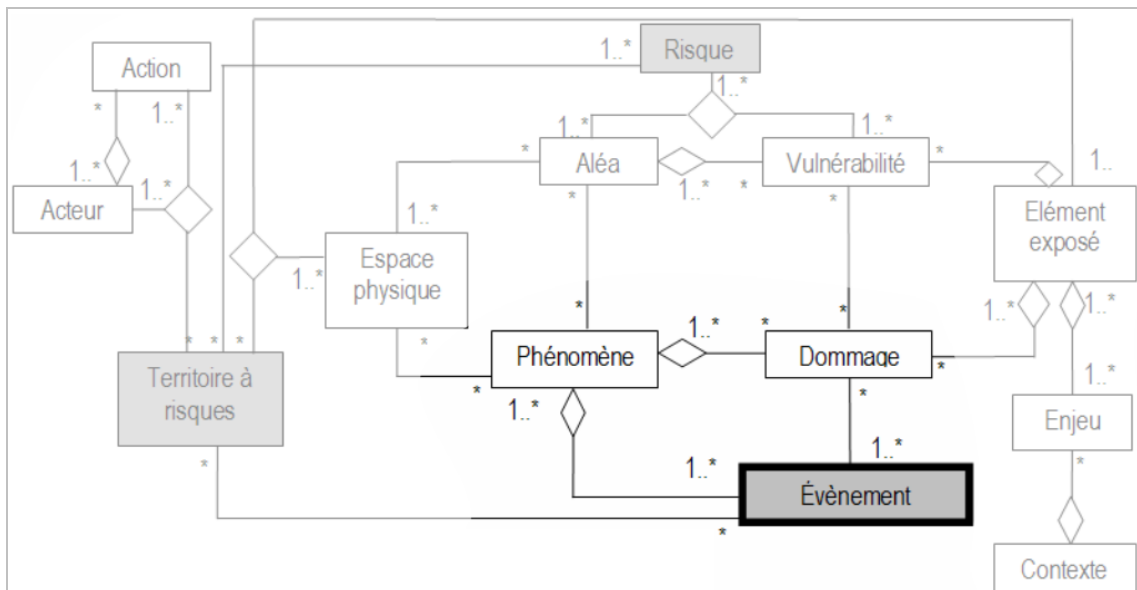 1..*
Risque
Action
1..*
*
1..*
1..*
1..*
*
Aléa
Vulnérabilité
*
1..
1..*
1..*
*
1..*
*
*
Acteur
1..*
Elément
exposé
Espace
physique
1..*
*
*
1..*
*
1..*
1..*
*
*
*
*
Phénomène
Dommage
Territoire à
risques
*
*
*
1..*
1..*
Enjeu
*
1..*
1..*
*
Évènement
*
Contexte